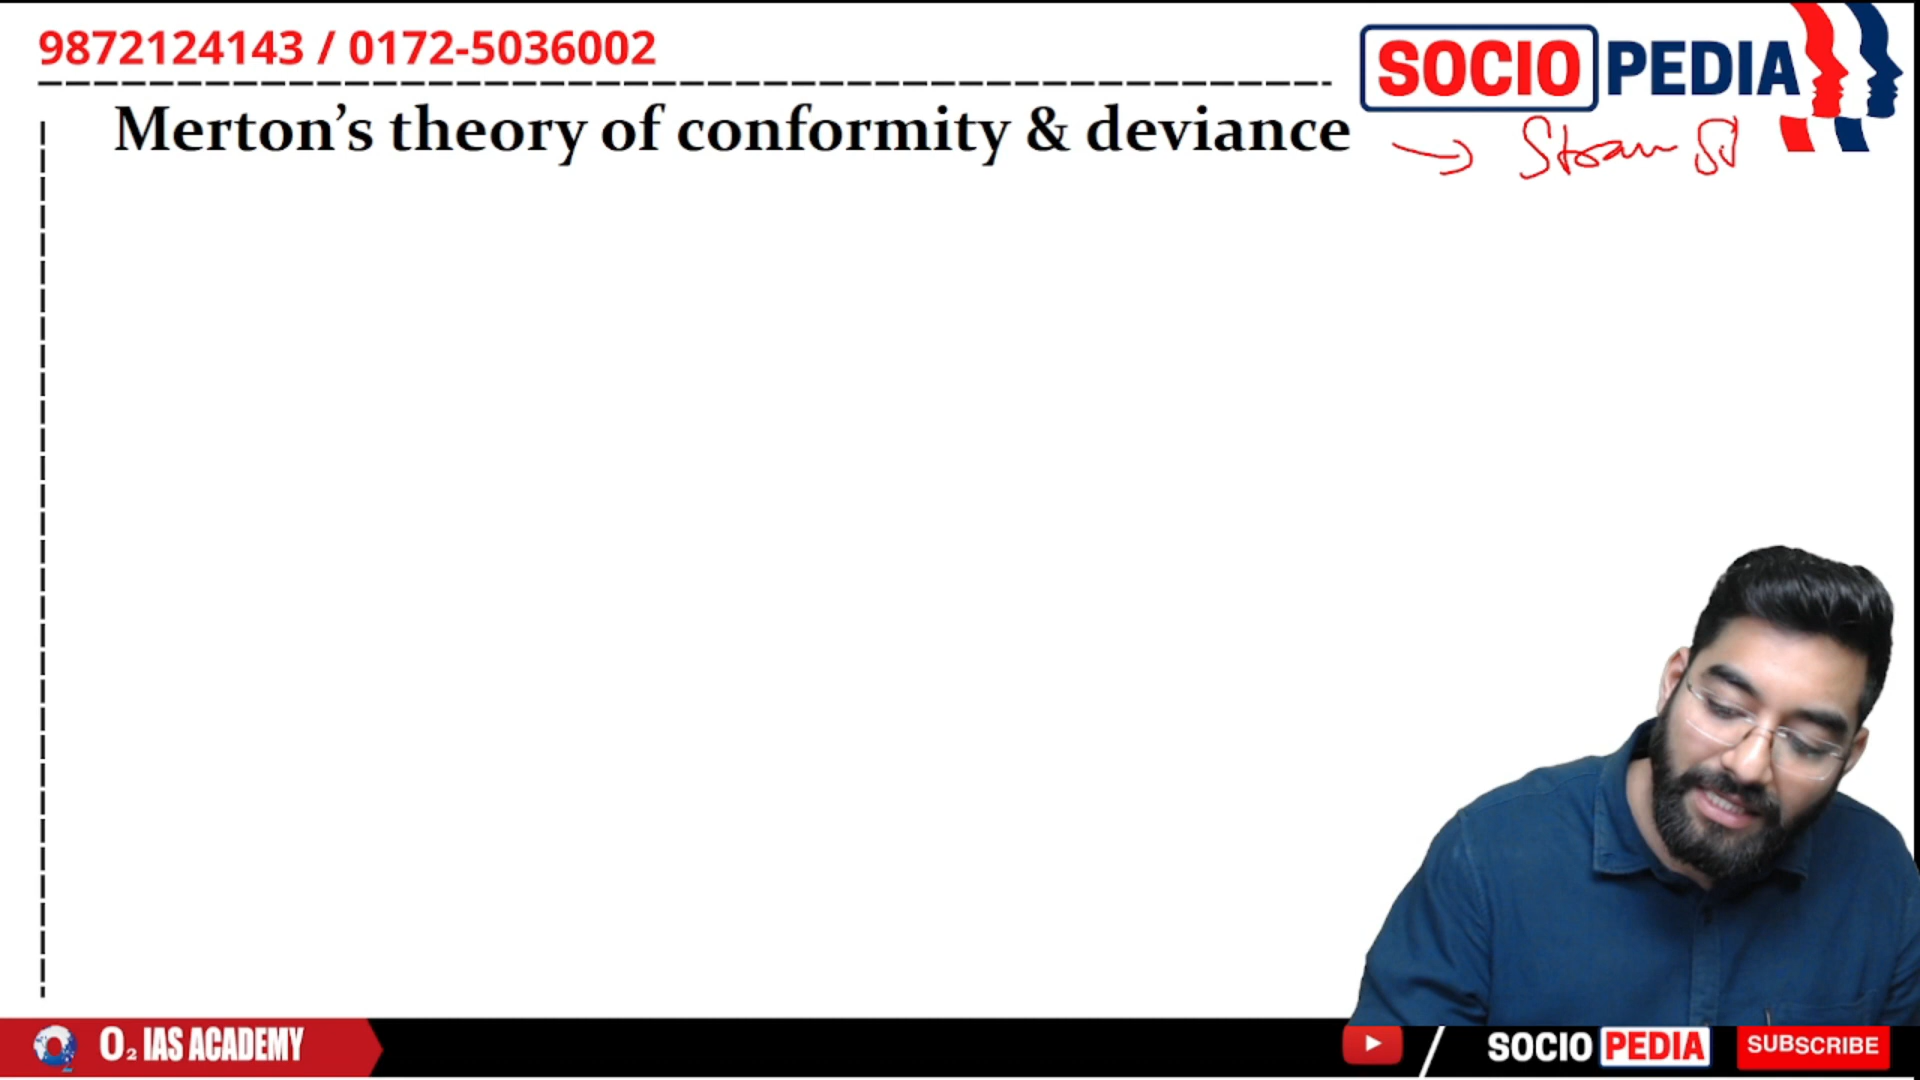 9872124143 / 0172-5036002
SOCIO PEDIA
Merton's theory of conformity & deviance
O₂ IAS ACADEMY
SOCIO PEDIA
SUBSCRIBE